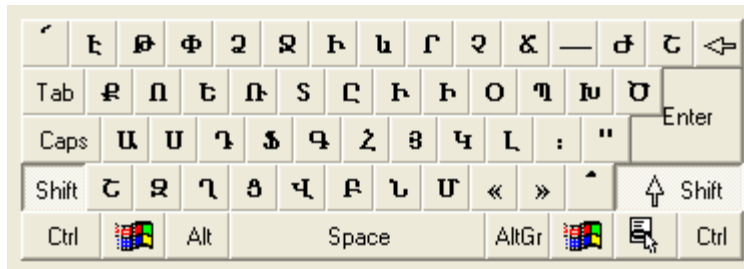 ՛ Է Թ Փ Ձ Ջ Ւ և Ր Չ Ճ — Ժ Շ
Tab Ք Ո Ե Ռ Տ Ը Ւ Ի Օ Պ Խ Ծ Enter
Caps Ա Ս Դ Ֆ Գ Հ Յ Կ Լ : "
Shift Շ Զ Ղ Ց Վ Բ Ն Մ « » Shift
Ctrl Alt Space AltGr Ctrl